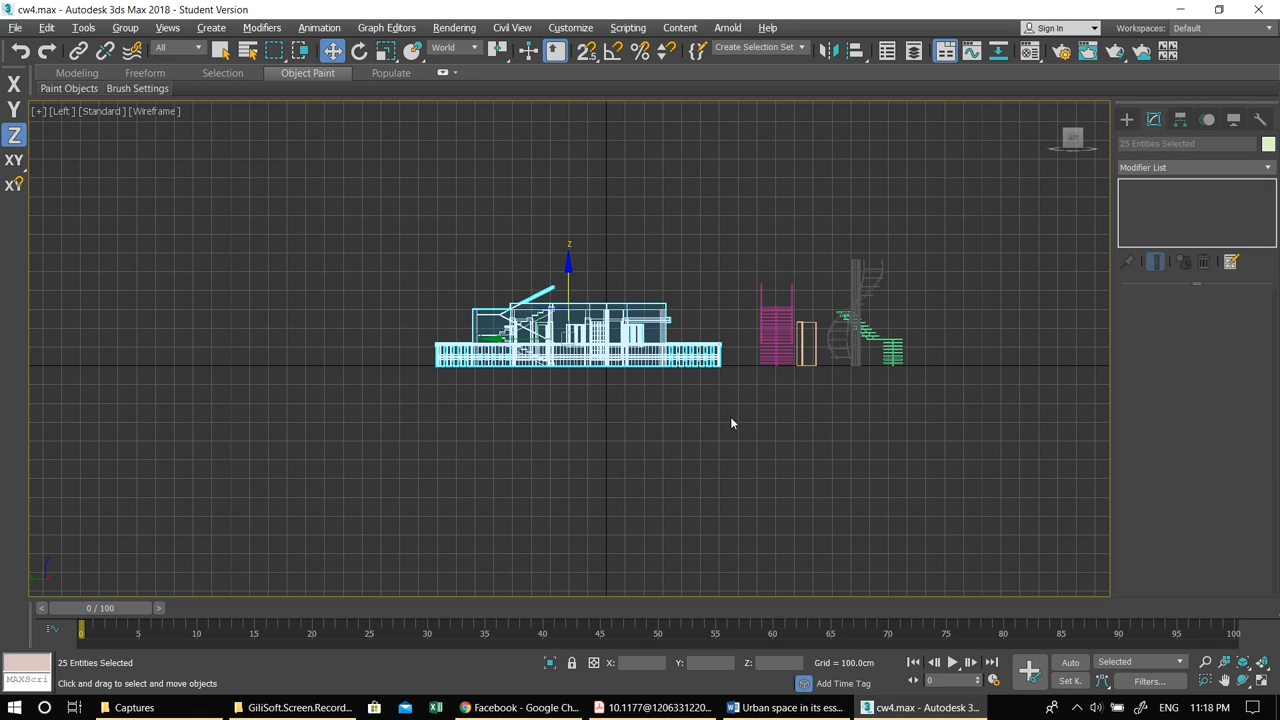 cw4.max - Autodesk 3ds Max 2018 - Student Version
File Edit Tools Group Views Create Modifiers Animation Graph Editors Rendering Civil View Customize Scripting Content Arnold Help Sign In Workspaces: Default
All World Create Selection Set
Modeling Freeform Selection Object Paint Populate
Paint Objects Brush Settings
X
Y
Z
XY
XY
[+] [Left ] [Standard ] [Wireframe ]
z
25 Entities Selected
Modifier List
0 / 100
0 5 10 15 20 25 30 35 40 45 50 55 60 65 70 75 80 85 90 95 100
25 Entities Selected X: Y: Z: Grid = 100.0cm Auto Selected
MAXScri Click and drag to select and move objects Add Time Tag 0 Set K. Filters...
Captures GiliSoft.Screen.Record... Facebook - Google Ch... 10.1177@1206331220... Urban space in its ess... cw4.max - Autodesk 3... 11:18 PM